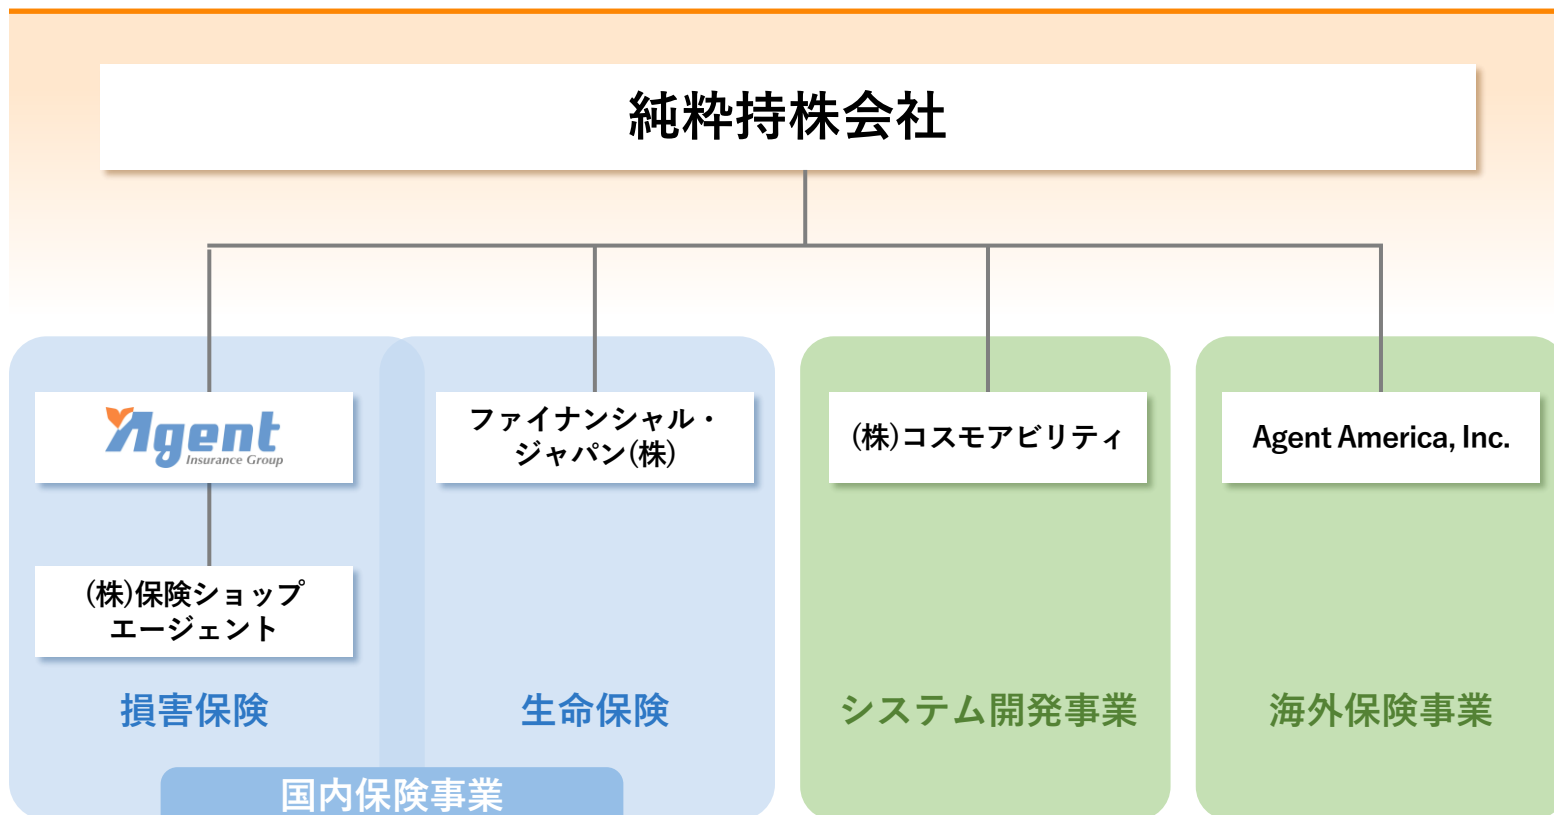 純粋持株会社
Agent
Insurance Group
ファイナンシャル・
ジャパン(株)
(株)コスモアビリティ
Agent America, Inc.
(株)保険ショップ
エージェント
損害保険
生命保険
システム開発事業
海外保険事業
国内保険事業